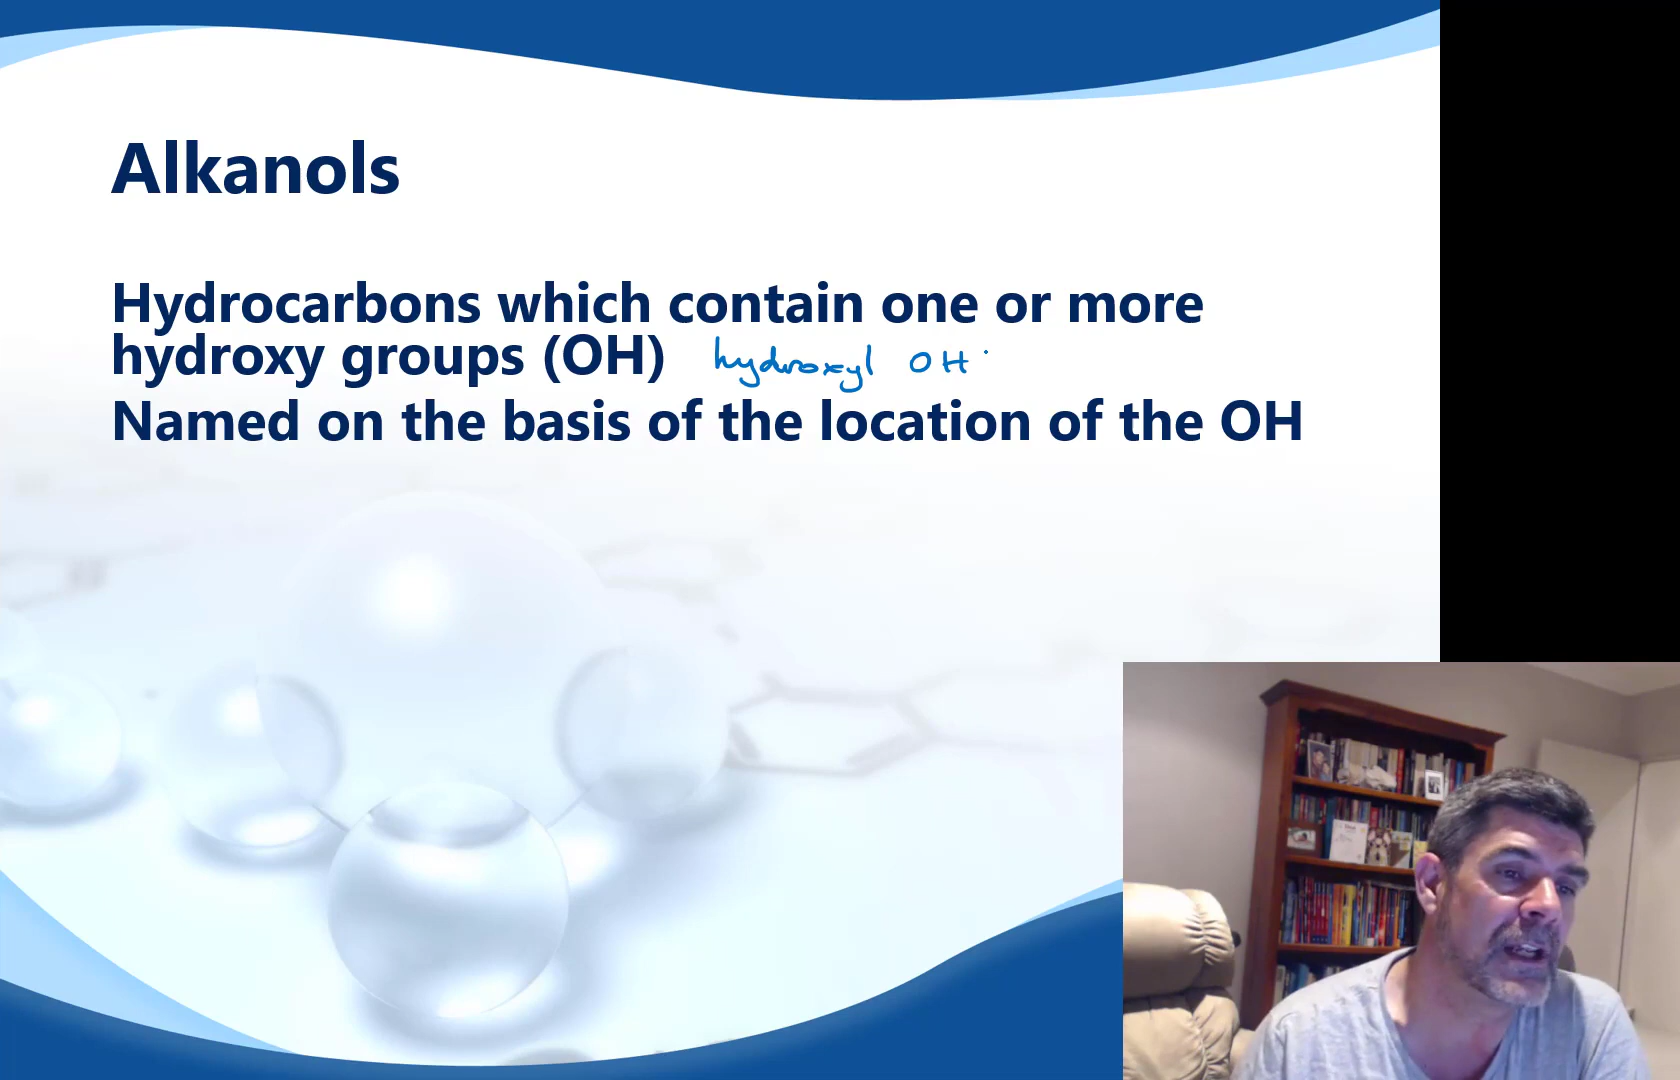 Alkanols
Hydrocarbons which contain one or more
hydroxy groups (OH) hydroxyl OH
Named on the basis of the location of the OH